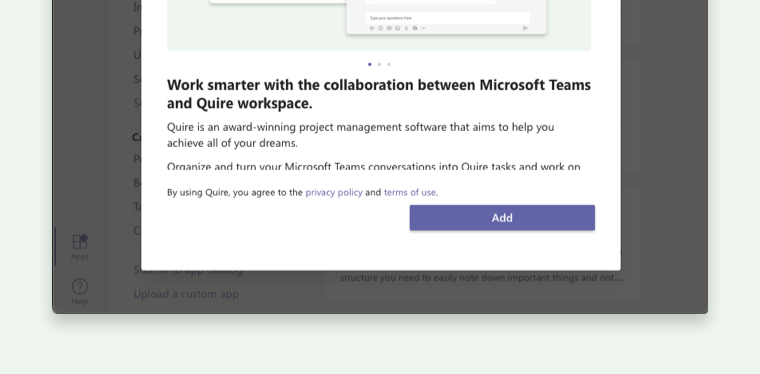 Type your questions here
Work smarter with the collaboration between Microsoft Teams
and Quire workspace.
Quire is an award-winning project management software that aims to help you
achieve all of your dreams.
Organize and turn your Microsoft Teams conversations into Quire tasks and work on
By using Quire, you agree to the privacy policy and terms of use.
Add
Apps
Submit to app catalog
structure you need to easily note down important things and not...
Upload a custom app
Help